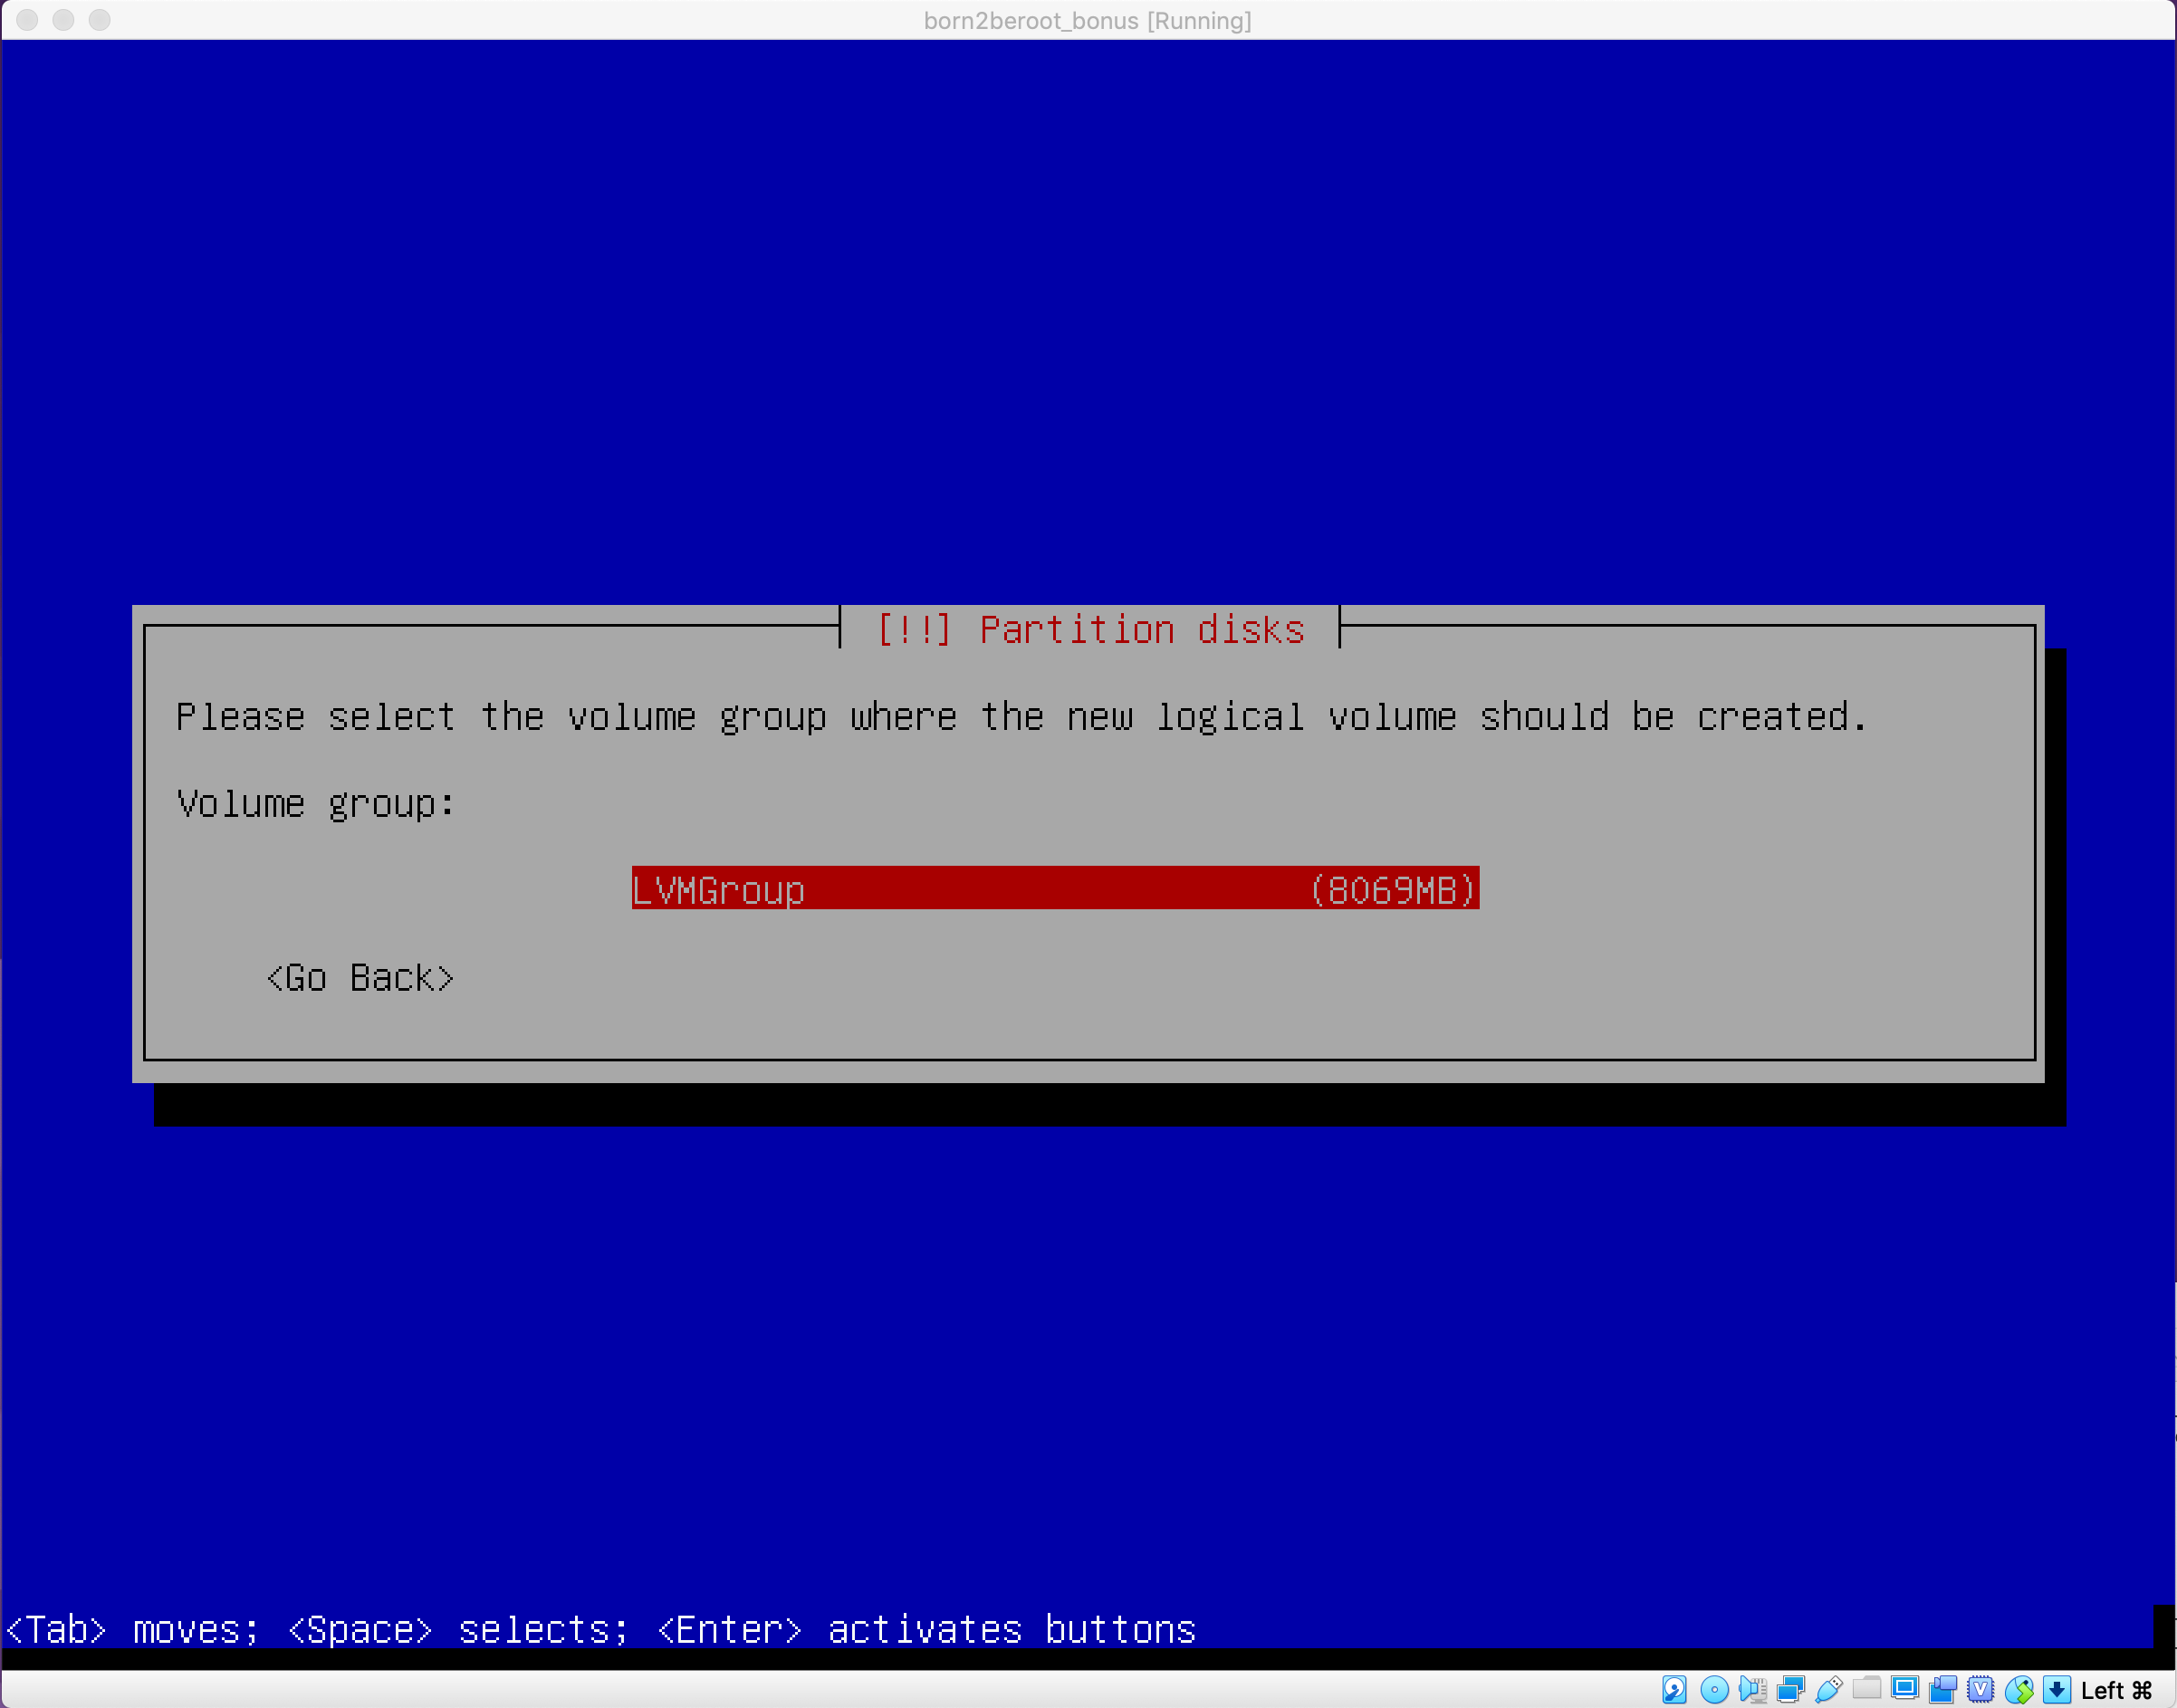 born2beroot_bonus [Running]
[!!] Partition disks
Please select the volume group where the new logical volume should be created.
Volume group:
LVMGroup (8069MB)
<Go Back>
<Tab> moves; <Space> selects; <Enter> activates buttons
Left ⌘